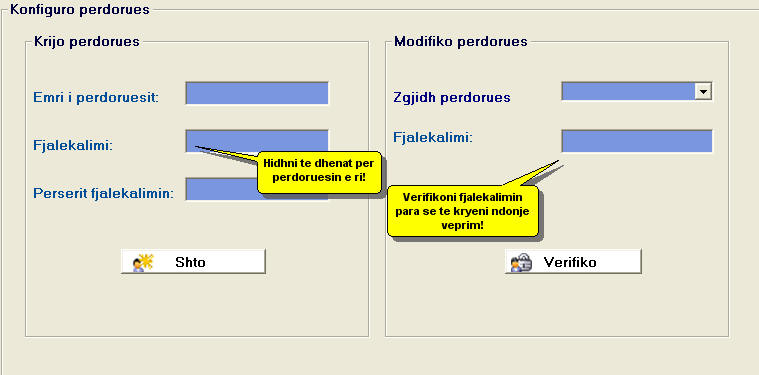 Konfiguro perdorues
Krijo perdorues
Emri i perdoruesit:
Fjalekalimi:
Hidhni te dhenat per
perdoruesin e ri!
Perserit fjalekalimin:
Shto
Modifiko perdorues
Zgjidh perdorues
Fjalekalimi:
Verifikoni fjalekalimin
para se te kryeni ndonje
veprim!
Verifiko